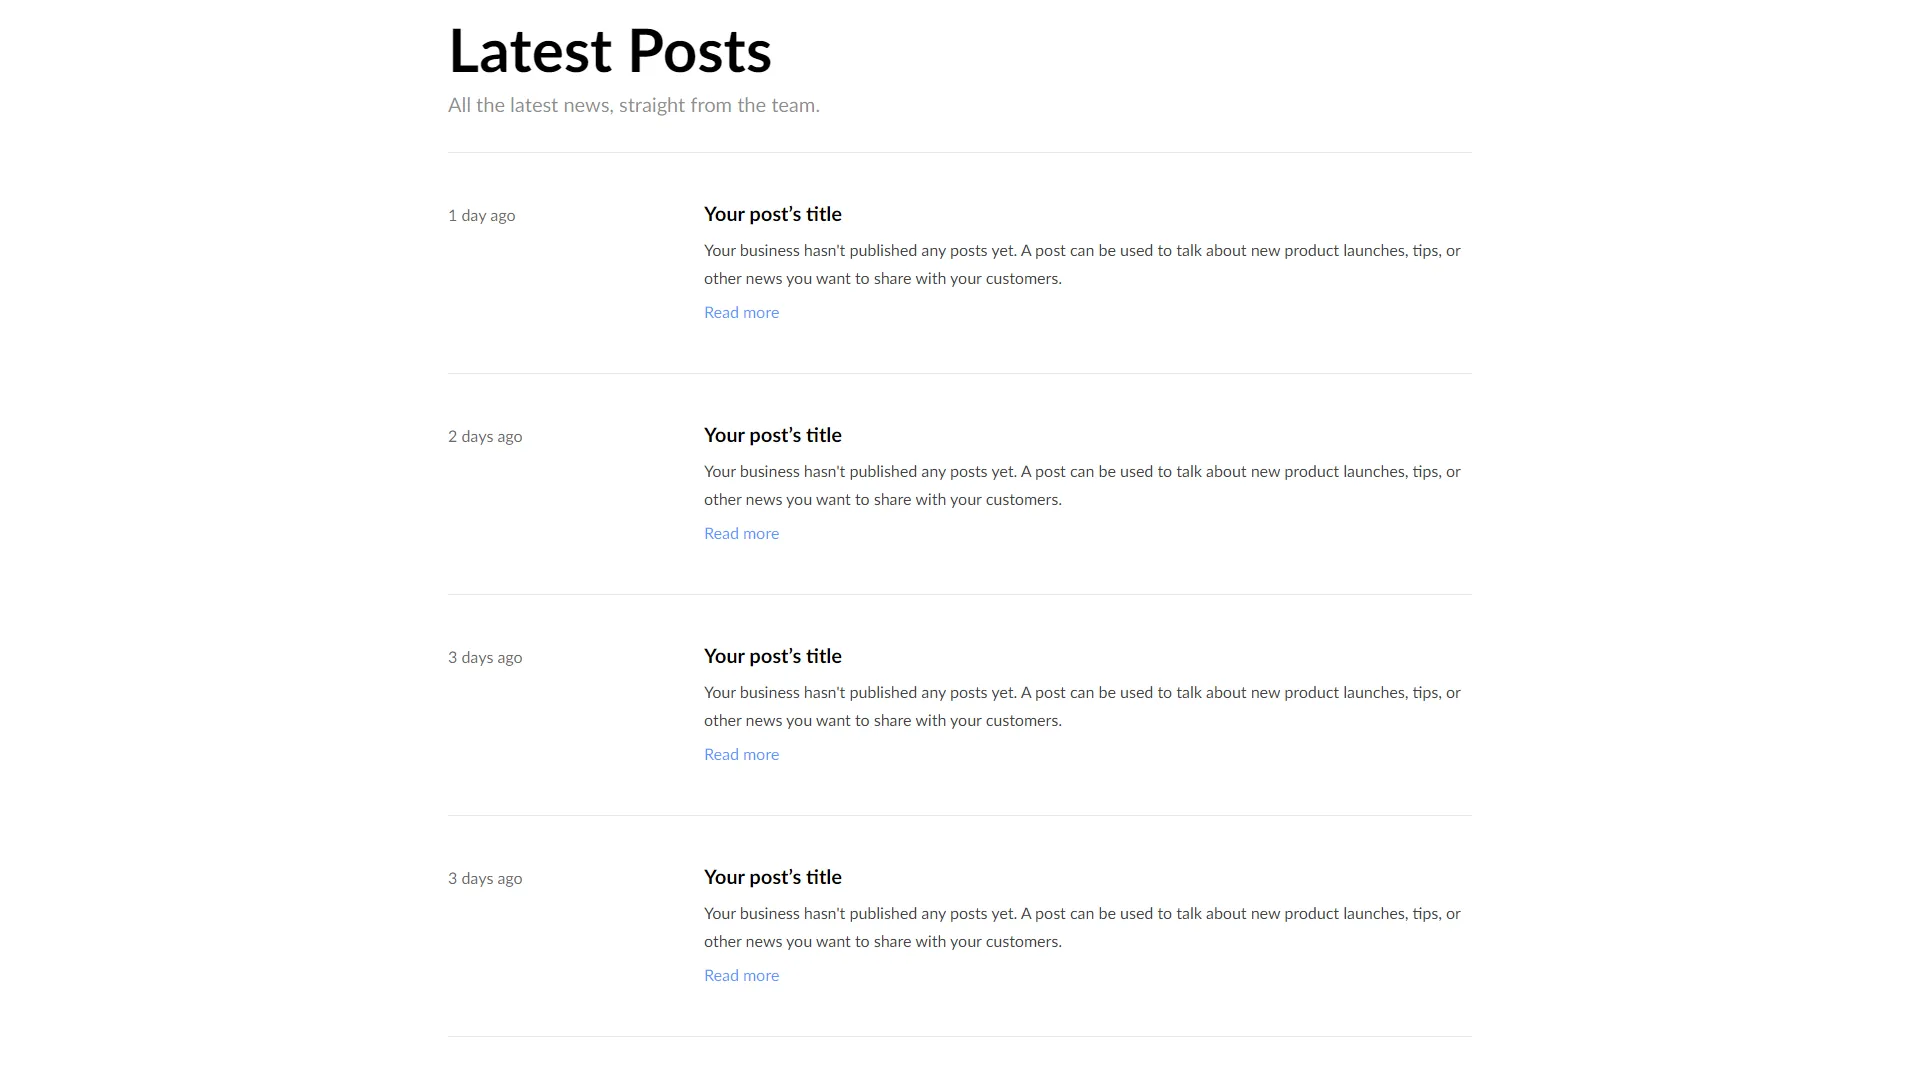 Latest Posts
All the latest news, straight from the team.
1 day ago
Your post’s title
Your business hasn't published any posts yet. A post can be used to talk about new product launches, tips, or
other news you want to share with your customers.
Read more
2 days ago
Your post’s title
Your business hasn't published any posts yet. A post can be used to talk about new product launches, tips, or
other news you want to share with your customers.
Read more
3 days ago
Your post’s title
Your business hasn't published any posts yet. A post can be used to talk about new product launches, tips, or
other news you want to share with your customers.
Read more
3 days ago
Your post’s title
Your business hasn't published any posts yet. A post can be used to talk about new product launches, tips, or
other news you want to share with your customers.
Read more